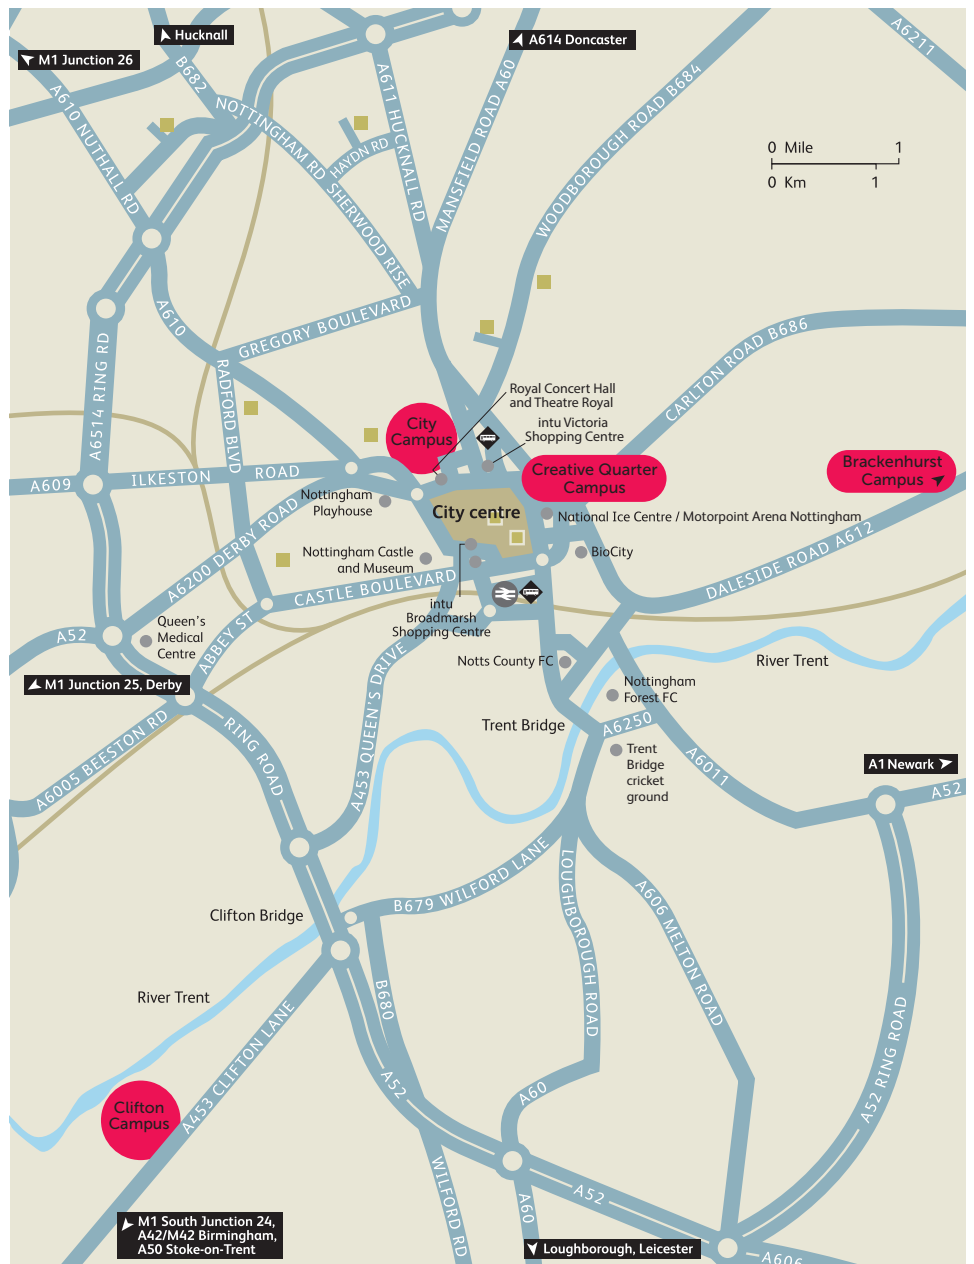 Hucknall
M1 Junction 26
A614 Doncaster
A6211
B682
A610 NUTHALL RD
NOTTINGHAM RD SHERWOOD RISE
HAYDN RD
A611 HUCKNALL RD
MANSFIELD ROAD A60
WOODBOROUGH ROAD B684
0 Mile 1
0 Km 1
A610
GREGORY BOULEVARD
A6514 RING RD
RADFORD BLVD
CARLTON ROAD B686
Royal Concert Hall
and Theatre Royal
City
Campus
intu Victoria
Shopping Centre
Creative Quarter
Campus
Brackenhurst
Campus
A609
ILKESTON ROAD
Nottingham
Playhouse
City centre
National Ice Centre / Motorpoint Arena Nottingham
A6200 DERBY ROAD
Nottingham Castle
and Museum
BioCity
DALESIDE ROAD A612
CASTLE BOULEVARD
intu
Broadmarsh
Shopping Centre
A52
Queen's
Medical
Centre
ABBEY ST
Notts County FC
River Trent
M1 Junction 25, Derby
Nottingham
Forest FC
Trent Bridge
A6250
A6005 BEESTON RD
RING ROAD
A453 QUEEN'S DRIVE
Trent
Bridge
cricket
ground
A6011
A1 Newark
A52
B679 WILFORD LANE
Clifton Bridge
LOUGHBOROUGH ROAD
A606 MELTON ROAD
River Trent
B680
A453 CLIFTON LANE
A52 RING ROAD
A52
A60
Clifton
Campus
WILFORD RD
A60
A52
M1 South Junction 24,
A42/M42 Birmingham,
A50 Stoke-on-Trent
Loughborough, Leicester
A606